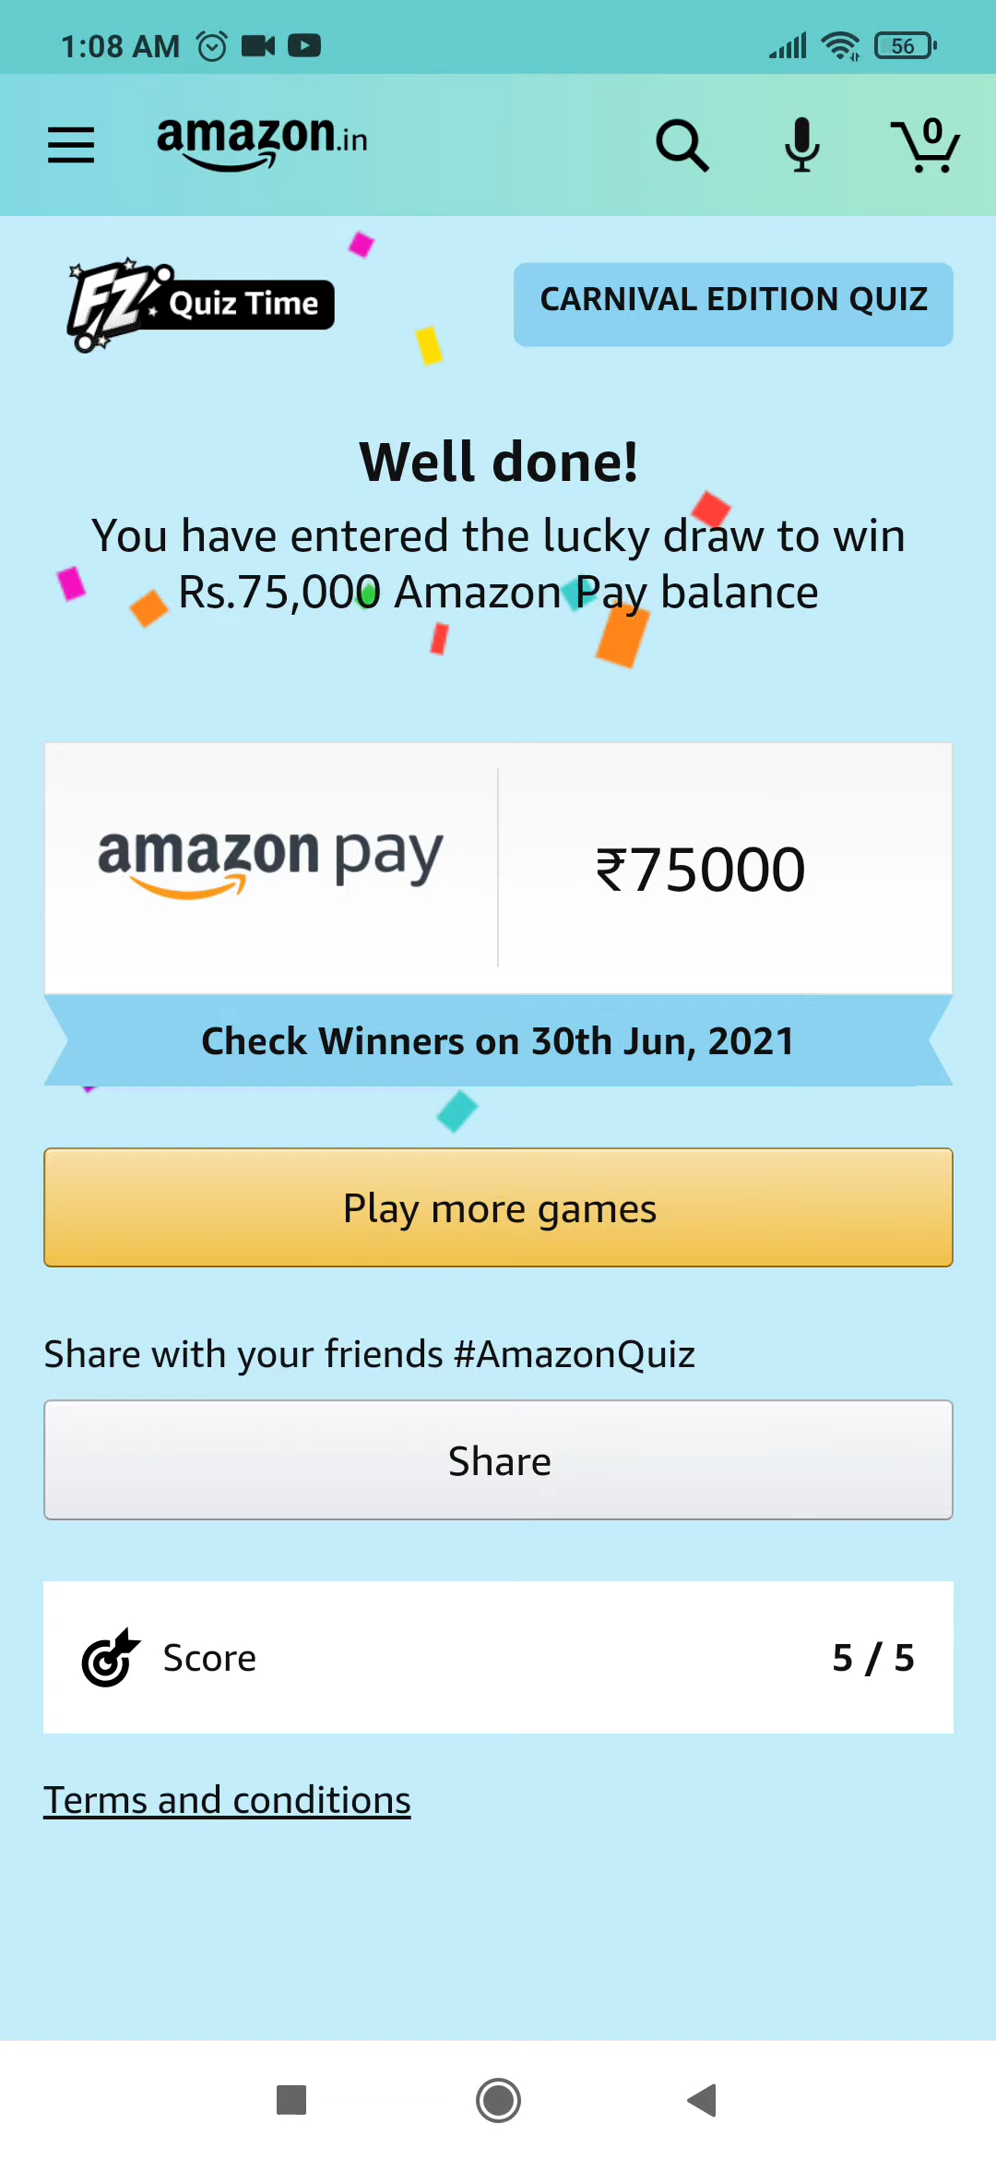 1:08 AM
56
amazon.in
0
FZ Quiz Time
CARNIVAL EDITION QUIZ
Well done!
You have entered the lucky draw to win
Rs.75,000 Amazon Pay balance
amazon pay
₹75000
Check Winners on 30th Jun, 2021
Play more games
Share with your friends #AmazonQuiz
Share
Score
5 / 5
Terms and conditions